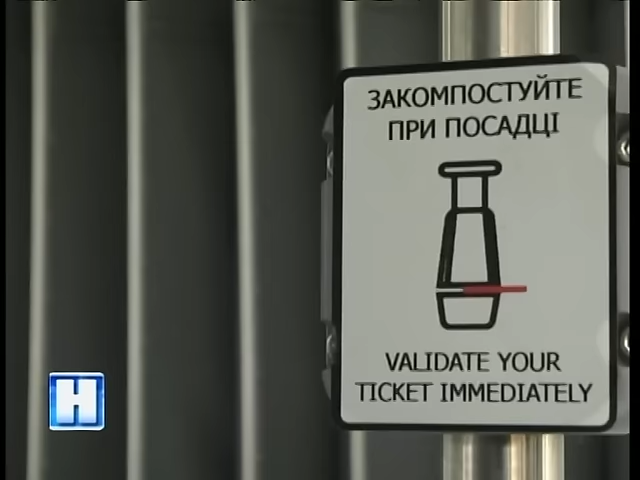 ЗАКОМПОСТУЙТЕ
ПРИ ПОСАДЦІ
VALIDATE YOUR
TICKET IMMEDIATELY
Н